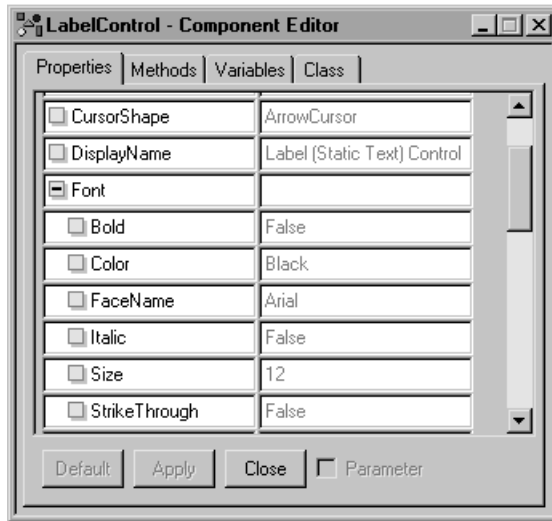 LabelControl - Component Editor
Properties Methods Variables Class
CursorShape ArrowCursor
DisplayName Label (Static Text) Control
Font
Bold False
Color Black
FaceName Arial
Italic False
Size 12
StrikeThrough False
Default Apply Close Parameter